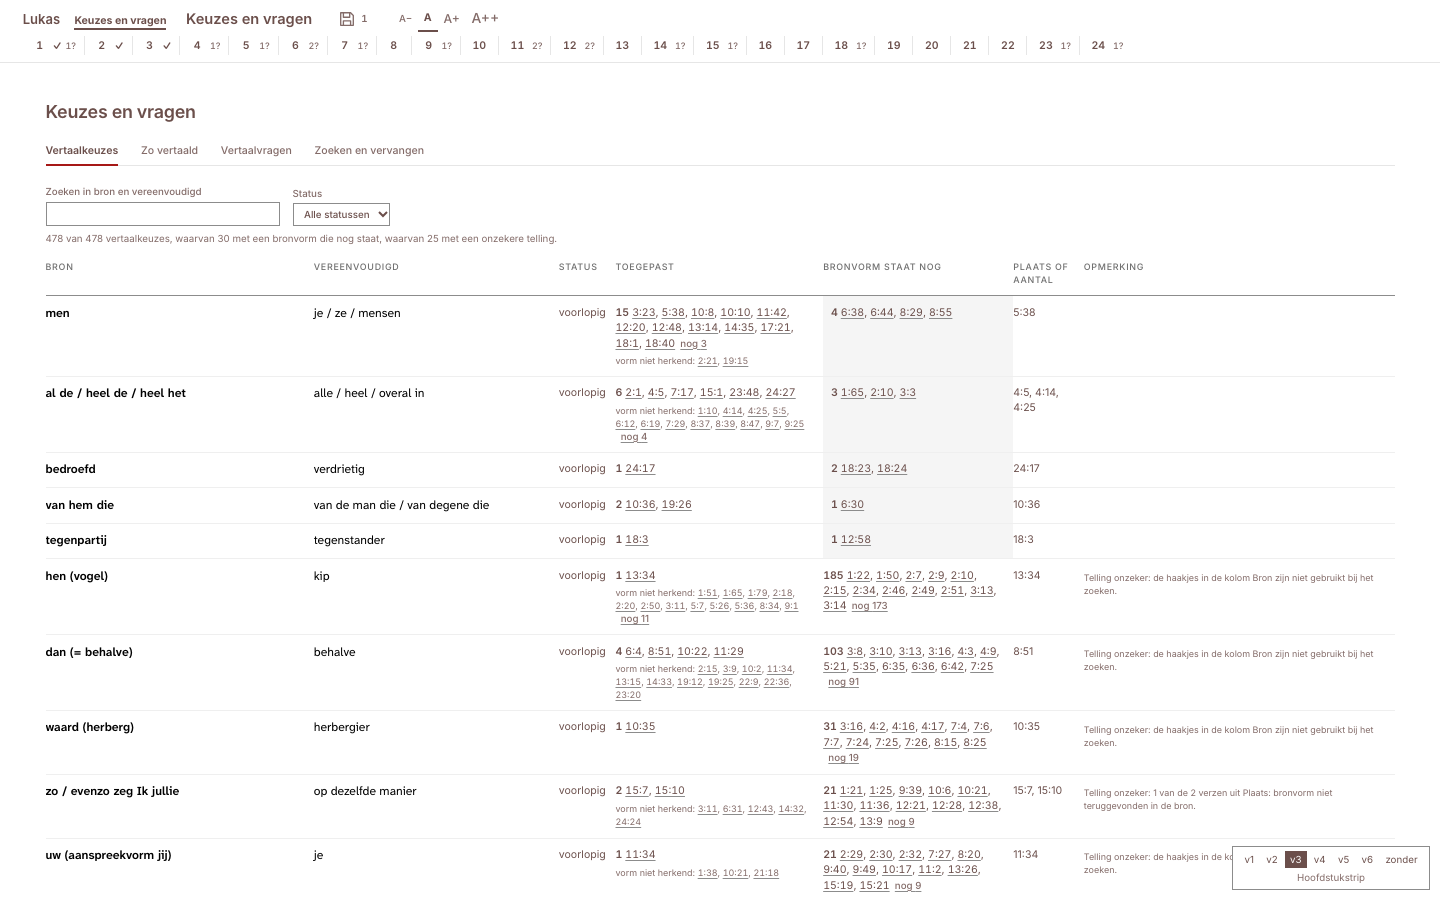 Lukas Keuzes en vragen Keuzes en vragen 1 A− A A+ A++
1 ✓ 1? 2 ✓ 3 ✓ 4 1? 5 1? 6 2? 7 1? 8 9 1? 10 11 2? 12 2? 13 14 1? 15 1? 16 17 18 1? 19 20 21 22 23 1? 24 1?
Keuzes en vragen
Vertaalkeuzes Zo vertaald Vertaalvragen Zoeken en vervangen
Zoeken in bron en vereenvoudigd Status
Alle statussen
478 van 478 vertaalkeuzes, waarvan 30 met een bronvorm die nog staat, waarvan 25 met een onzekere telling.
BRON VEREENVOUDIGD STATUS TOEGEPAST BRONVORM STAAT NOG PLAATS OF AANTAL OPMERKING
men je / ze / mensen voorlopig 15 3:23, 5:38, 10:8, 10:10, 11:42, 4 6:38, 6:44, 8:29, 8:55 5:38
12:20, 12:48, 13:14, 14:35, 17:21,
18:1, 18:40 nog 3
vorm niet herkend: 2:21, 19:15
al de / heel de / heel het alle / heel / overal in voorlopig 6 2:1, 4:5, 7:17, 15:1, 23:48, 24:27 3 1:65, 2:10, 3:3 4:5, 4:14,
4:25
vorm niet herkend: 1:10, 4:14, 4:25, 5:5,
6:12, 6:19, 7:29, 8:37, 8:39, 8:47, 9:7, 9:25
nog 4
bedroefd verdrietig voorlopig 1 24:17 2 18:23, 18:24 24:17
van hem die van de man die / van degene die voorlopig 2 10:36, 19:26 1 6:30 10:36
tegenpartij tegenstander voorlopig 1 18:3 1 12:58 18:3
hen (vogel) kip voorlopig 1 13:34 185 1:22, 1:50, 2:7, 2:9, 2:10, 13:34 Telling onzeker: de haakjes in de kolom Bron zijn niet gebruikt bij het
vorm niet herkend: 1:51, 1:65, 1:79, 2:18, 2:15, 2:34, 2:46, 2:49, 2:51, 3:13, zoeken.
2:20, 2:50, 3:11, 5:7, 5:26, 5:36, 8:34, 9:1 3:14 nog 173
nog 11
dan (= behalve) behalve voorlopig 4 6:4, 8:51, 10:22, 11:29 103 3:8, 3:10, 3:13, 3:16, 4:3, 4:9, 8:51 Telling onzeker: de haakjes in de kolom Bron zijn niet gebruikt bij het
vorm niet herkend: 2:15, 3:9, 10:2, 11:34, 5:21, 5:35, 6:35, 6:36, 6:42, 7:25 zoeken.
13:15, 14:33, 19:12, 19:25, 22:9, 22:36, nog 91
23:20
waard (herberg) herbergier voorlopig 1 10:35 31 3:16, 4:2, 4:16, 4:17, 7:4, 7:6, 10:35 Telling onzeker: de haakjes in de kolom Bron zijn niet gebruikt bij het
7:7, 7:24, 7:25, 7:26, 8:15, 8:25 zoeken.
nog 19
zo / evenzo zeg Ik jullie op dezelfde manier voorlopig 2 15:7, 15:10 21 1:21, 1:25, 9:39, 10:6, 10:21, 15:7, 15:10 Telling onzeker: 1 van de 2 verzen uit Plaats: bronvorm niet
vorm niet herkend: 3:11, 6:31, 12:43, 14:32, 11:30, 11:36, 12:21, 12:28, 12:38, teruggevonden in de bron.
24:24 12:54, 13:9 nog 9
uw (aanspreekvorm jij) je voorlopig 1 11:34 21 2:29, 2:30, 2:32, 7:27, 8:20, 11:34 Telling onzeker: de haakjes in de
vorm niet herkend: 1:38, 10:21, 21:18 9:40, 9:49, 10:17, 11:2, 13:26, zoeken.
15:19, 15:21 nog 9
v1 v2 v3 v4 v5 v6 zonder
Hoofdstukstrip